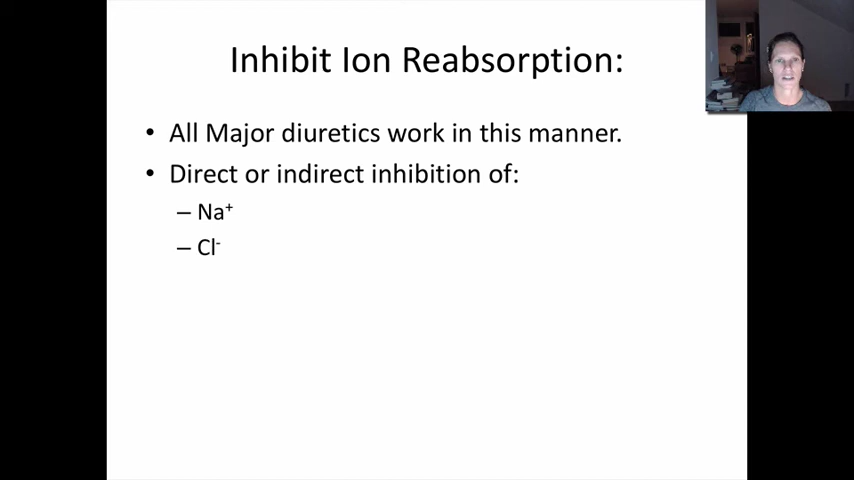 Inhibit Ion Reabsorption:
• All Major diuretics work in this manner.
• Direct or indirect inhibition of:
– Na⁺
– Cl⁻